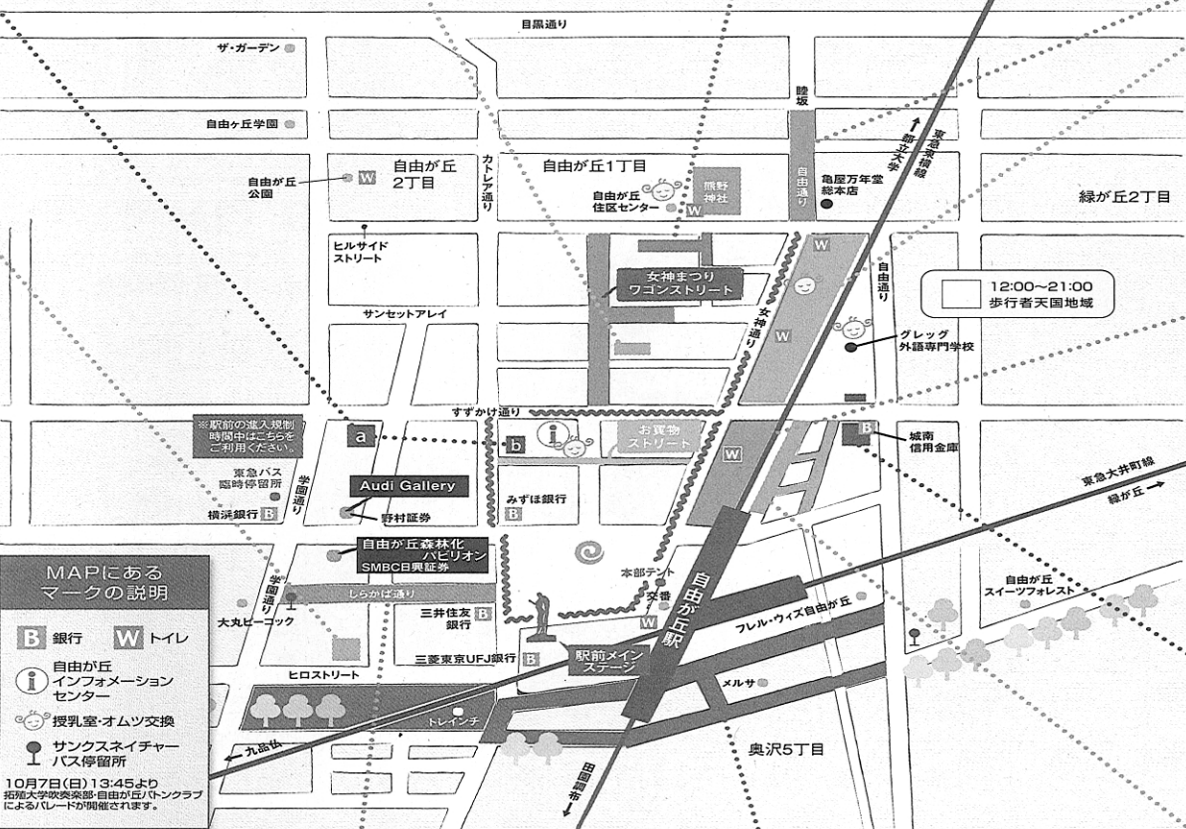 目黒通り
ザ・ガーデン
睦坂
自由ヶ丘学園
自由が丘
公園
W
自由が丘
2丁目
カトレア通り
自由が丘1丁目
自由が丘
住区センター
熊野
神社
W
自由通り
亀屋万年堂
総本店
都立大学
東急東横線
緑が丘2丁目
ヒルサイド
ストリート
W
女神まつり
ワゴンストリート
自由通り
12:00〜21:00
歩行者天国地域
サンセットアレイ
女神通り
W
グレッグ
外語専門学校
すずかけ通り
※駅前の進入規制
時間中はこちらを
ご利用ください。
a
b
i
お買物
ストリート
W
B
城南
信用金庫
東急バス
臨時停留所
学園通り
Audi Gallery
野村証券
横浜銀行 B
みずほ銀行
B
東急大井町線
緑が丘
自由が丘森林化
パビリオン
SMBC日興証券
本部テント
交番
W
自由が丘駅
しらかば通り
学園通り
大丸ピーコック
三井住友
銀行
B
フレル・ウィズ自由が丘
自由が丘
スイーツフォレスト
三菱東京UFJ銀行 B
駅前メイン
ステージ
ヒロストリート
メルサ
トレインチ
九品仏
奥沢5丁目
田園調布
MAPにある
マークの説明
B 銀行 W トイレ
i
自由が丘
インフォメーション
センター
授乳室・オムツ交換
サンクスネイチャー
バス停留所
10月7日(日)13:45より
拓殖大学吹奏楽部・自由が丘バトンクラブ
によるパレードが開催されます。